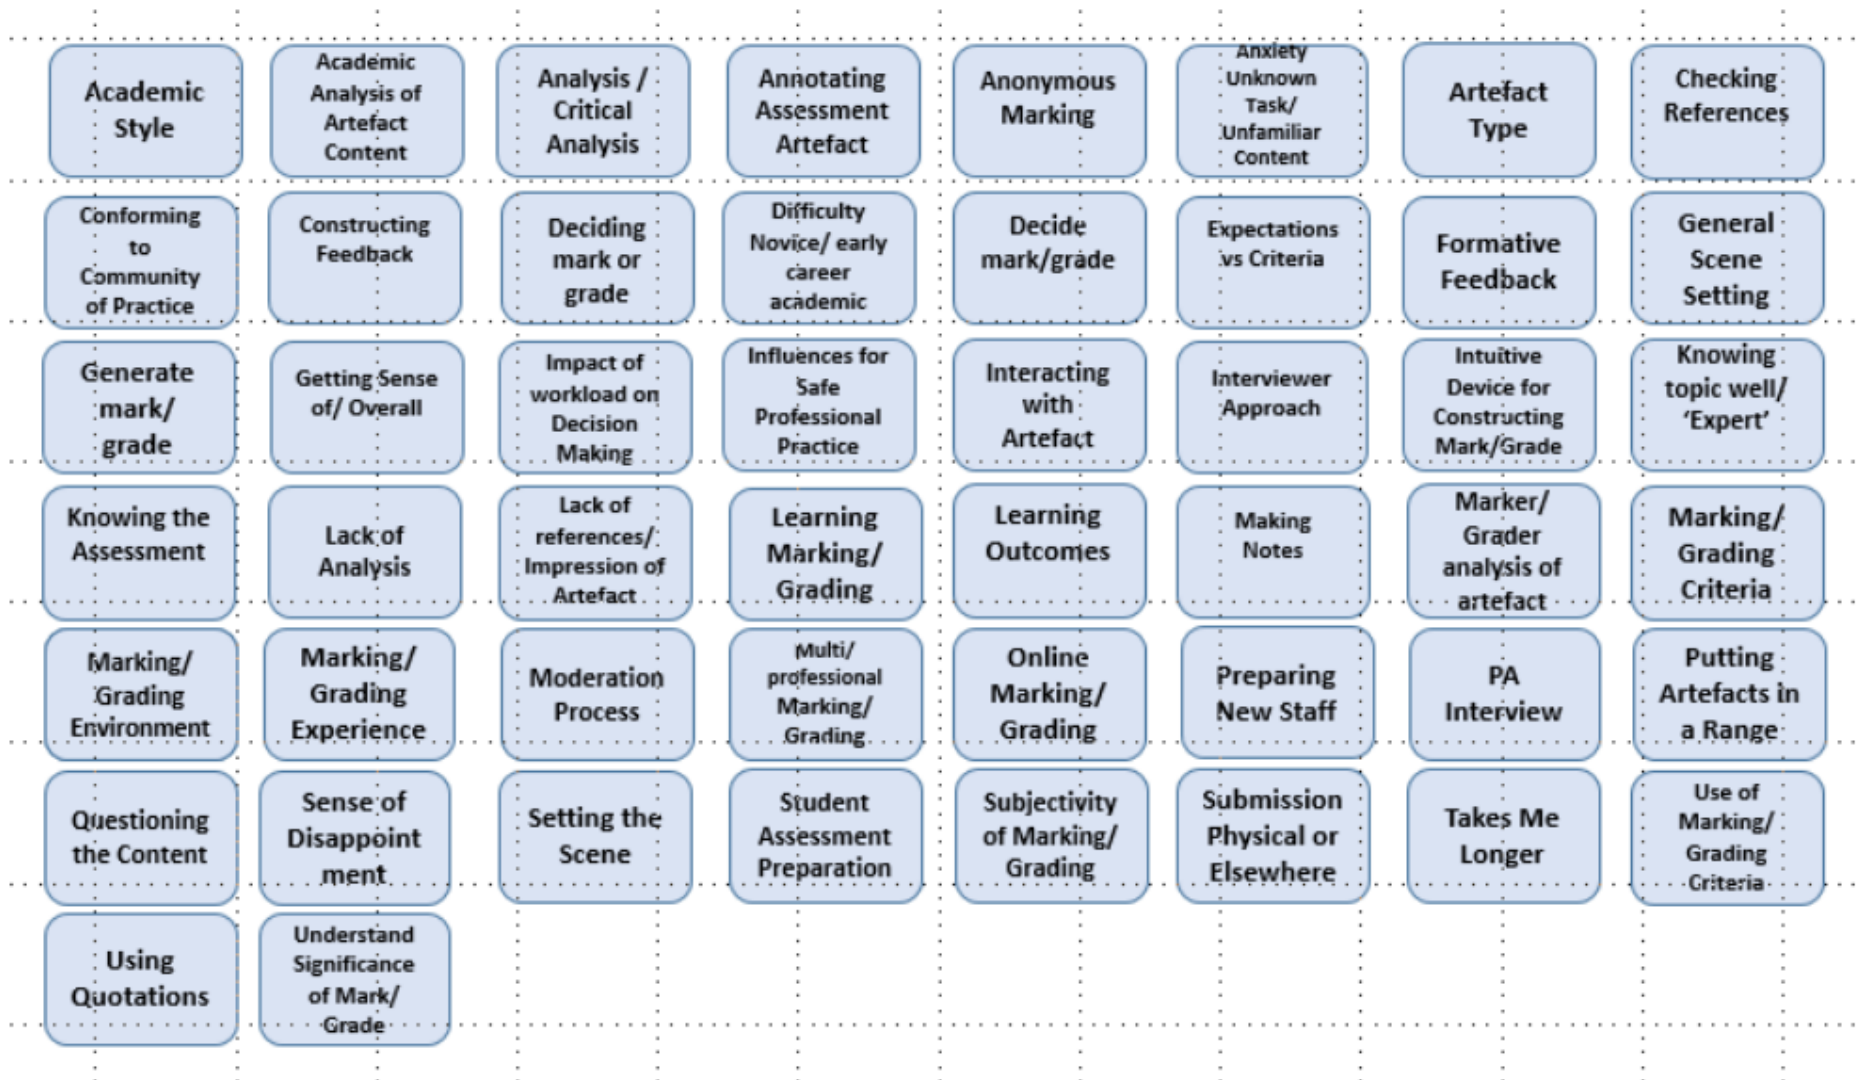 Academic
Style
Academic
Analysis of
Artefact
Content
Analysis /
Critical
Analysis
Annotating
Assessment
Artefact
Anonymous
Marking
Anxiety
Unknown
Task/
Unfamiliar
Content
Artefact
Type
Checking
References
Conforming
to
Community
of Practice
Constructing
Feedback
Deciding
mark or
grade
Difficulty
Novice/ early
career
academic
Decide
mark/grade
Expectations
vs Criteria
Formative
Feedback
General
Scene
Setting
Generate
mark/
grade
Getting Sense
of/ Overall
Impact of
workload on
Decision
Making
Influences for
Safe
Professional
Practice
Interacting
with
Artefact
Interviewer
Approach
Intuitive
Device for
Constructing
Mark/Grade
Knowing
topic well/
‘Expert’
Knowing the
Assessment
Lack of
Analysis
Lack of
references/
Impression of
Artefact
Learning
Marking/
Grading
Learning
Outcomes
Making
Notes
Marker/
Grader
analysis of
artefact
Marking/
Grading
Criteria
Marking/
Grading
Environment
Marking/
Grading
Experience
Moderation
Process
Multi/
professional
Marking/
Grading
Online
Marking/
Grading
Preparing
New Staff
PA
Interview
Putting
Artefacts in
a Range
Questioning
the Content
Sense of
Disappoint
ment
Setting the
Scene
Student
Assessment
Preparation
Subjectivity
of Marking/
Grading
Submission
Physical or
Elsewhere
Takes Me
Longer
Use of
Marking/
Grading
Criteria
Using
Quotations
Understand
Significance
of Mark/
Grade